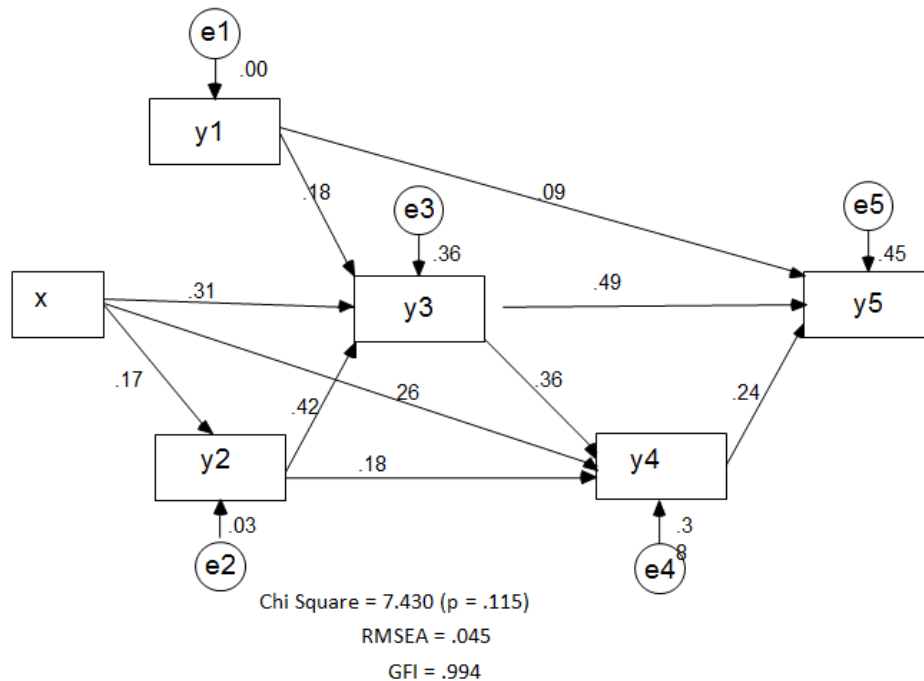 e1
.00
y1
.18
.09
e3
e5
.36
.45
x
.31
y3
.49
y5
.17
.42
.26
.36
.24
y2
.18
y4
.03
.3
8
e2
e4
Chi Square = 7.430 (p = .115)
RMSEA = .045
GFI = .994